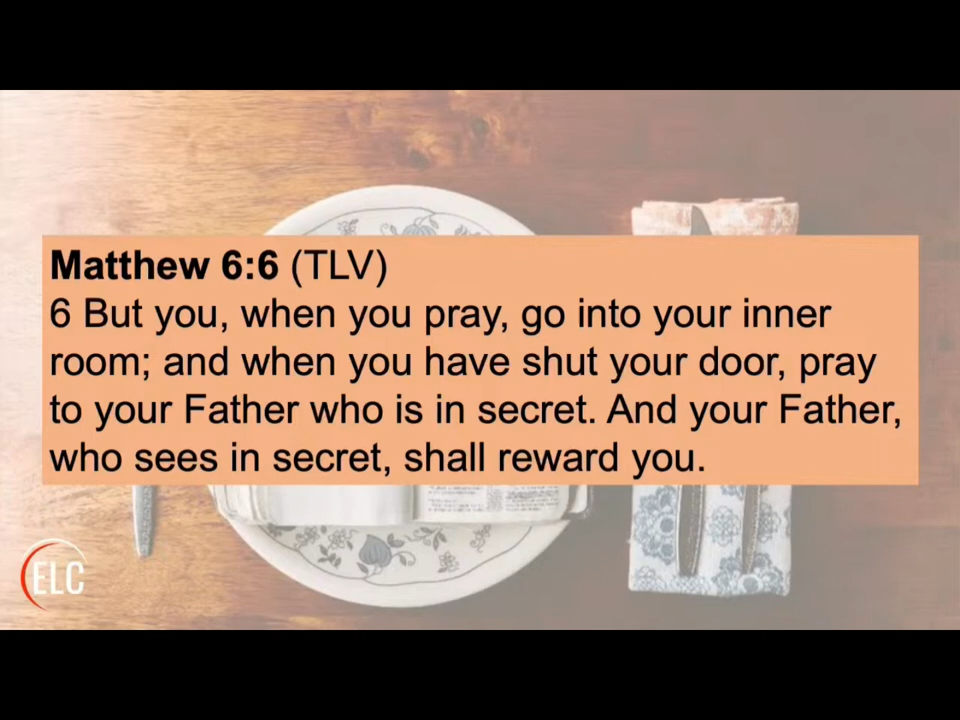 Matthew 6:6 (TLV)
6 But you, when you pray, go into your inner
room; and when you have shut your door, pray
to your Father who is in secret. And your Father,
who sees in secret, shall reward you.
ELC